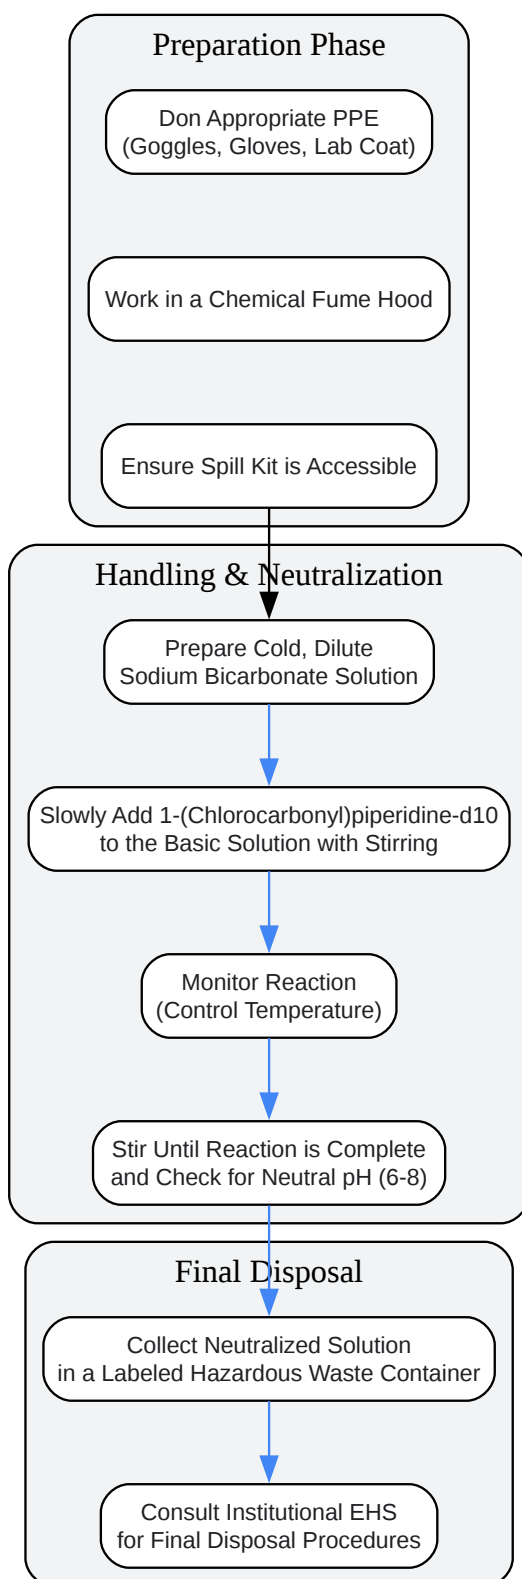 Preparation Phase
Don Appropriate PPE
(Goggles, Gloves, Lab Coat)
Work in a Chemical Fume Hood
Ensure Spill Kit is Accessible
Handling & Neutralization
Prepare Cold, Dilute
Sodium Bicarbonate Solution
Slowly Add 1-(Chlorocarbonyl)piperidine-d10
to the Basic Solution with Stirring
Monitor Reaction
(Control Temperature)
Stir Until Reaction is Complete
and Check for Neutral pH (6-8)
Final Disposal
Collect Neutralized Solution
in a Labeled Hazardous Waste Container
Consult Institutional EHS
for Final Disposal Procedures